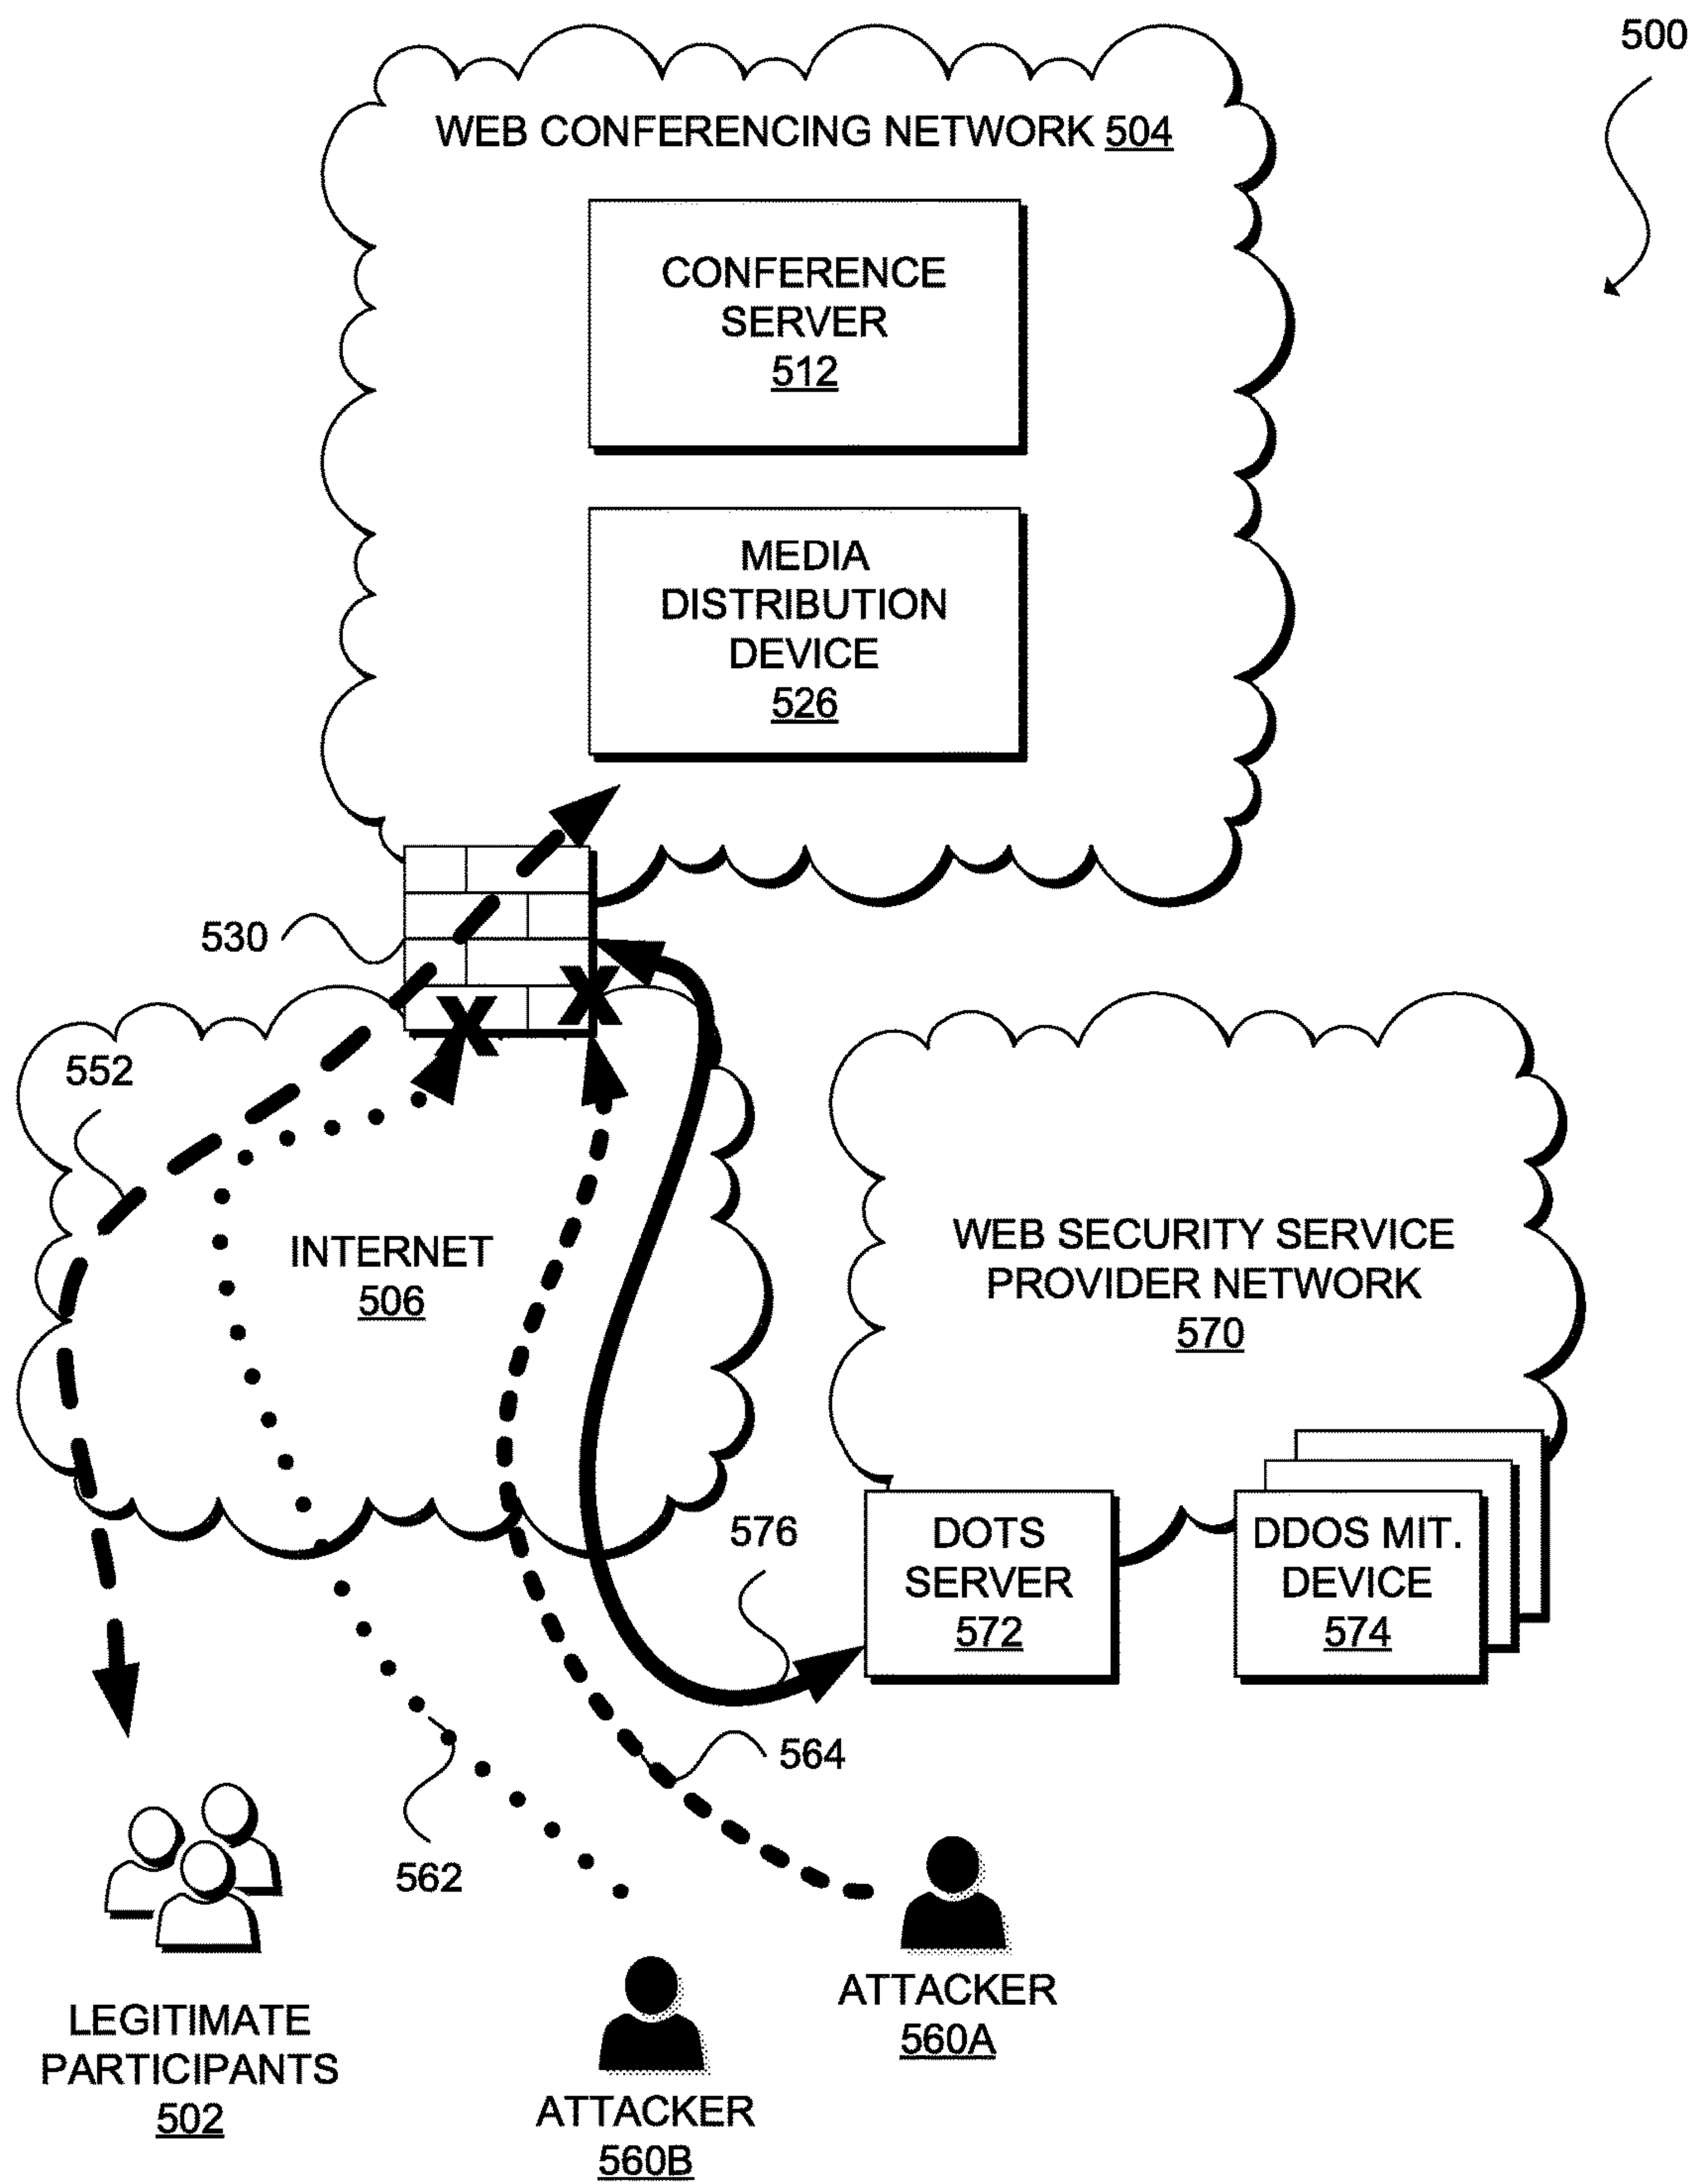 500
WEB CONFERENCING NETWORK 504
CONFERENCE
SERVER
512
MEDIA
DISTRIBUTION
DEVICE
526
530
X
X
552
INTERNET
506
WEB SECURITY SERVICE
PROVIDER NETWORK
570
576
DOTS
SERVER
572
DDOS MIT.
DEVICE
574
564
562
LEGITIMATE
PARTICIPANTS
502
ATTACKER
560B
ATTACKER
560A